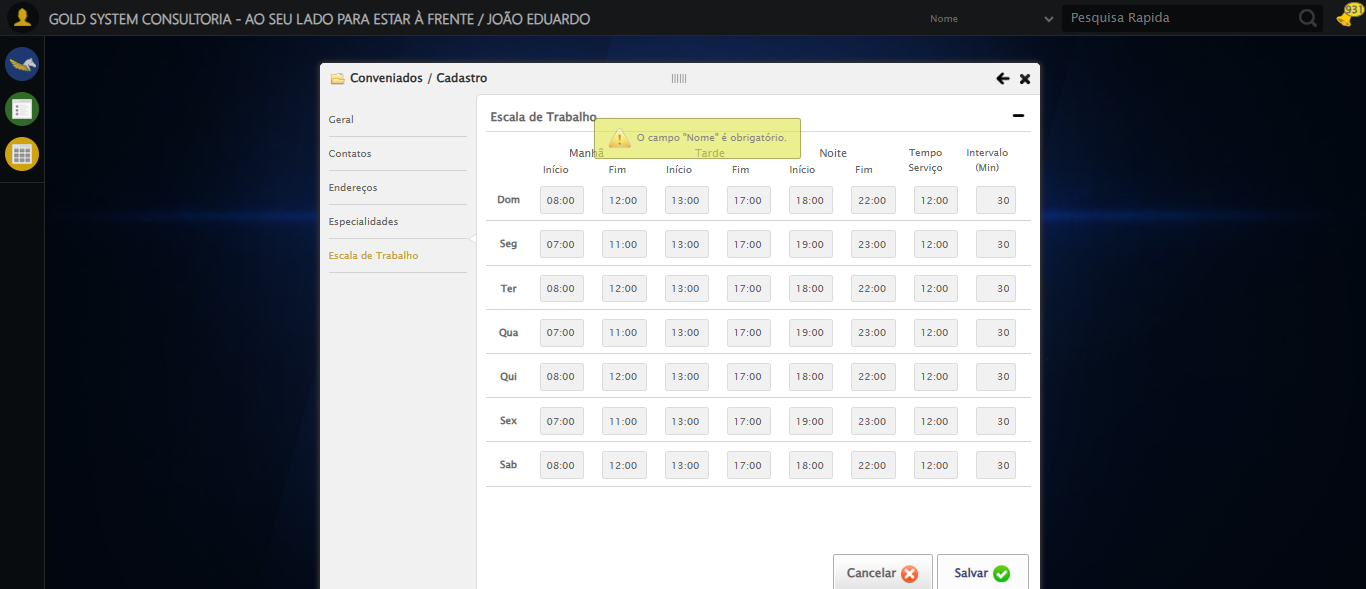 GOLD SYSTEM CONSULTORIA - AO SEU LADO PARA ESTAR À FRENTE / JOÃO EDUARDO
Nome
Pesquisa Rapida
931
Conveniados / Cadastro
Geral
Contatos
Endereços
Especialidades
Escala de Trabalho
Escala de Trabalho
O campo "Nome" é obrigatório.
Manhã Tarde Noite Tempo Serviço Intervalo (Min)
Início Fim Início Fim Início Fim
Dom 08:00 12:00 13:00 17:00 18:00 22:00 12:00 30
Seg 07:00 11:00 13:00 17:00 19:00 23:00 12:00 30
Ter 08:00 12:00 13:00 17:00 18:00 22:00 12:00 30
Qua 07:00 11:00 13:00 17:00 19:00 23:00 12:00 30
Qui 08:00 12:00 13:00 17:00 18:00 22:00 12:00 30
Sex 07:00 11:00 13:00 17:00 19:00 23:00 12:00 30
Sab 08:00 12:00 13:00 17:00 18:00 22:00 12:00 30
Cancelar
Salvar